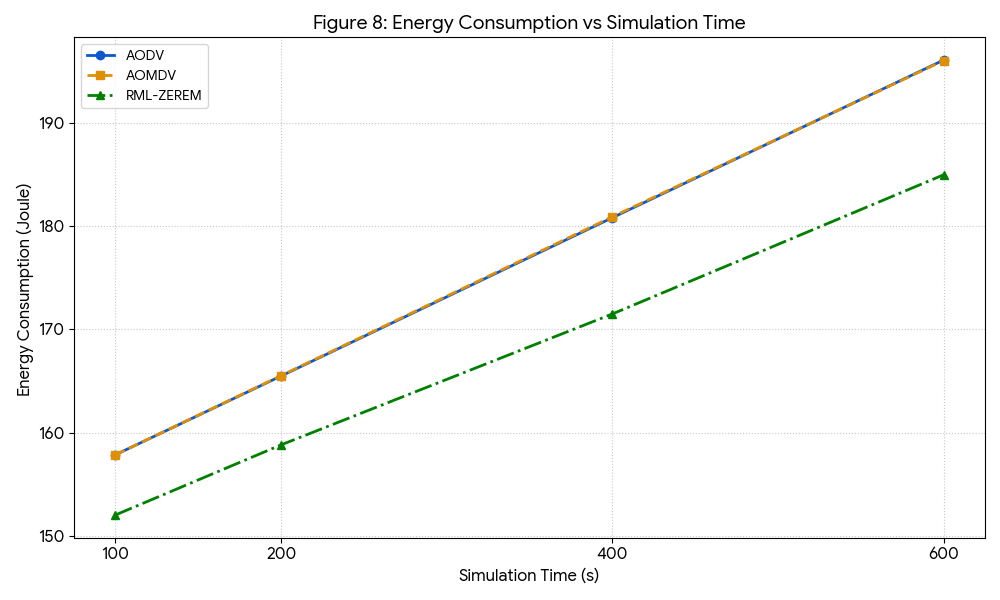 Figure 8: Energy Consumption vs Simulation Time
AODV
AOMDV
RML-ZEREM
Energy Consumption (Joule)
190
180
170
160
150
100 200 400 600
Simulation Time (s)